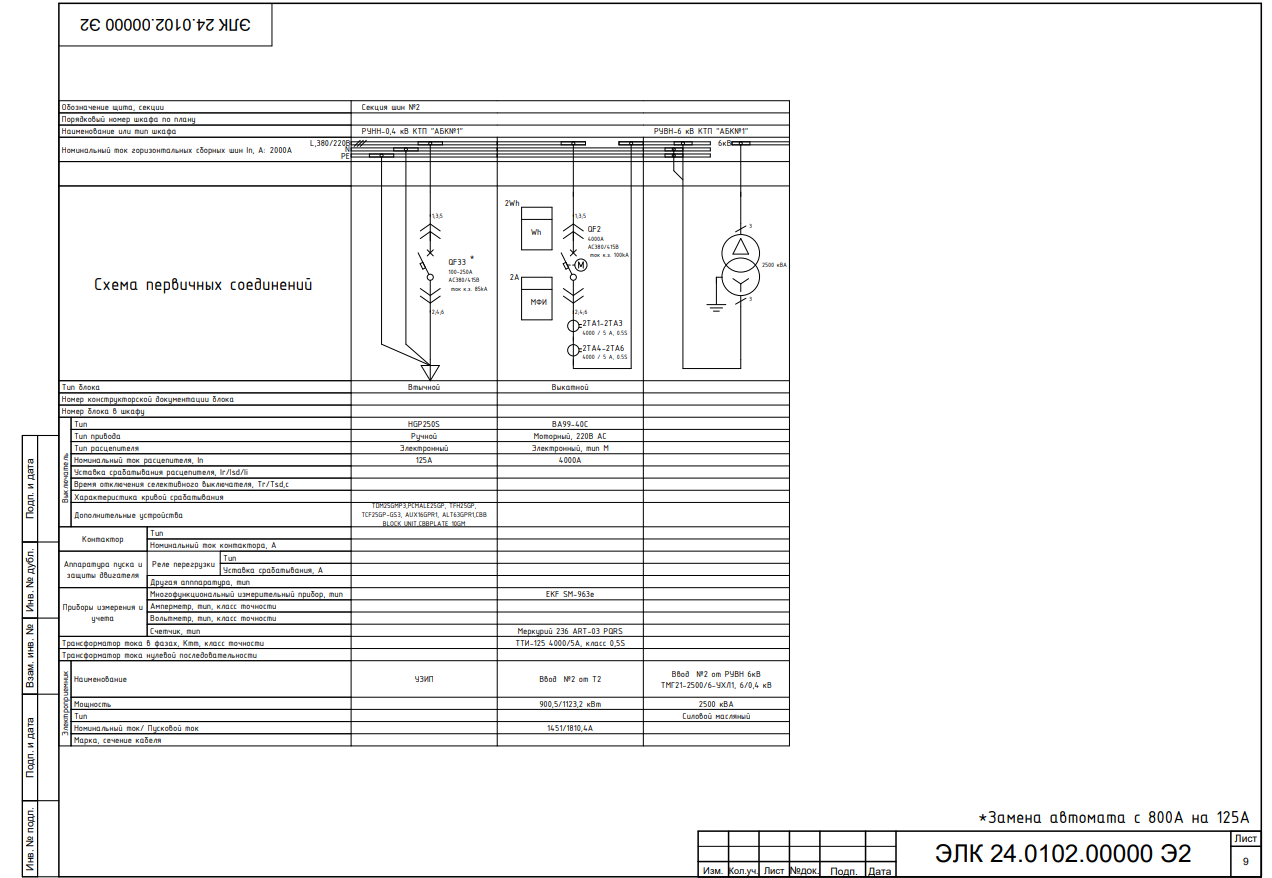 ЭЛК 24.0102.00000 Э2
Обозначение щита, секции
Секция шин №2
Порядковый номер шкафа по плану
Наименование или тип шкафа
РУНН-0,4 кВ КТП "АБК№1"
РУВН-6 кВ КТП "АБК№1"
Номинальный ток горизонтальных сборных шин In, А: 2000А
L,380/220В
N
PE
6кВ
Схема первичных соединений
1,3,5
QF33 *
100-250А
АС380/415В
ток к.з. 85кА
2;4;6
2Wh
Wh
2А
МФИ
1,3,5
QF2
4000А
АС380/415В
ток к.з. 100кА
М
2;4;6
2ТА1-2ТА3
4000 / 5 А, 0.5S
2ТА4-2ТА6
4000 / 5 А, 0.5S
3
2500 кВА
3
Тип блока
Втычной
Выкатной
Номер конструкторской документации блока
Номер блока в шкафу
Выключатель
Тип
HGP250S
ВА99-40С
Тип привода
Ручной
Моторный, 220В АС
Тип расцепителя
Электронный
Электронный, тип М
Номинальный ток расцепителя, In
125А
4000А
Уставка срабатывания расцепителя, Ir/Isd/Ii
Время отключения селективного выключателя, Tr/Tsd,с
Характеристика кривой срабатывания
Дополнительные устройства
TDM25GMP3,PCMALE25GP, TFH25GP,
TCF25GP-GS3, AUX16GPR1, ALT63GPR1,CBB
BLOCK UNIT,CBBPLATE 10GM
Контактор
Тип
Номинальный ток контактора, А
Аппаратура пуска и
защиты двигателя
Реле перегрузки
Тип
Уставка срабатывания, А
Другая апппаратура, тип
Приборы измерения и
учета
Многофункциональный измерительный прибор, тип
EKF SM-963e
Амперметр, тип, класс точности
Вольтметр, тип, класс точности
Счетчик, тип
Меркурий 236 ART-03 PQRS
Трансформатор тока в фазах, Ктт, класс точности
ТТИ-125 4000/5А, класс 0,5S
Трансформатор тока нулевой последовательности
Электроприемник
Наименование
УЗИП
Ввод №2 от Т2
Ввод №2 от РУВН 6кВ
ТМГ21-2500/6-УХЛ1, 6/0,4 кВ
Мощность
900,5/1123,2 кВт
2500 кВА
Тип
Силовой масляный
Номинальный ток/ Пусковой ток
1451/1810,4А
Марка, сечение кабеля
Подп. и дата
Инв. № дубл.
Взам. инв. №
Подп. и дата
Инв. № подл.
*Замена автомата с 800А на 125А
Изм.
Кол.уч.
Лист
№док.
Подп.
Дата
ЭЛК 24.0102.00000 Э2
Лист
9